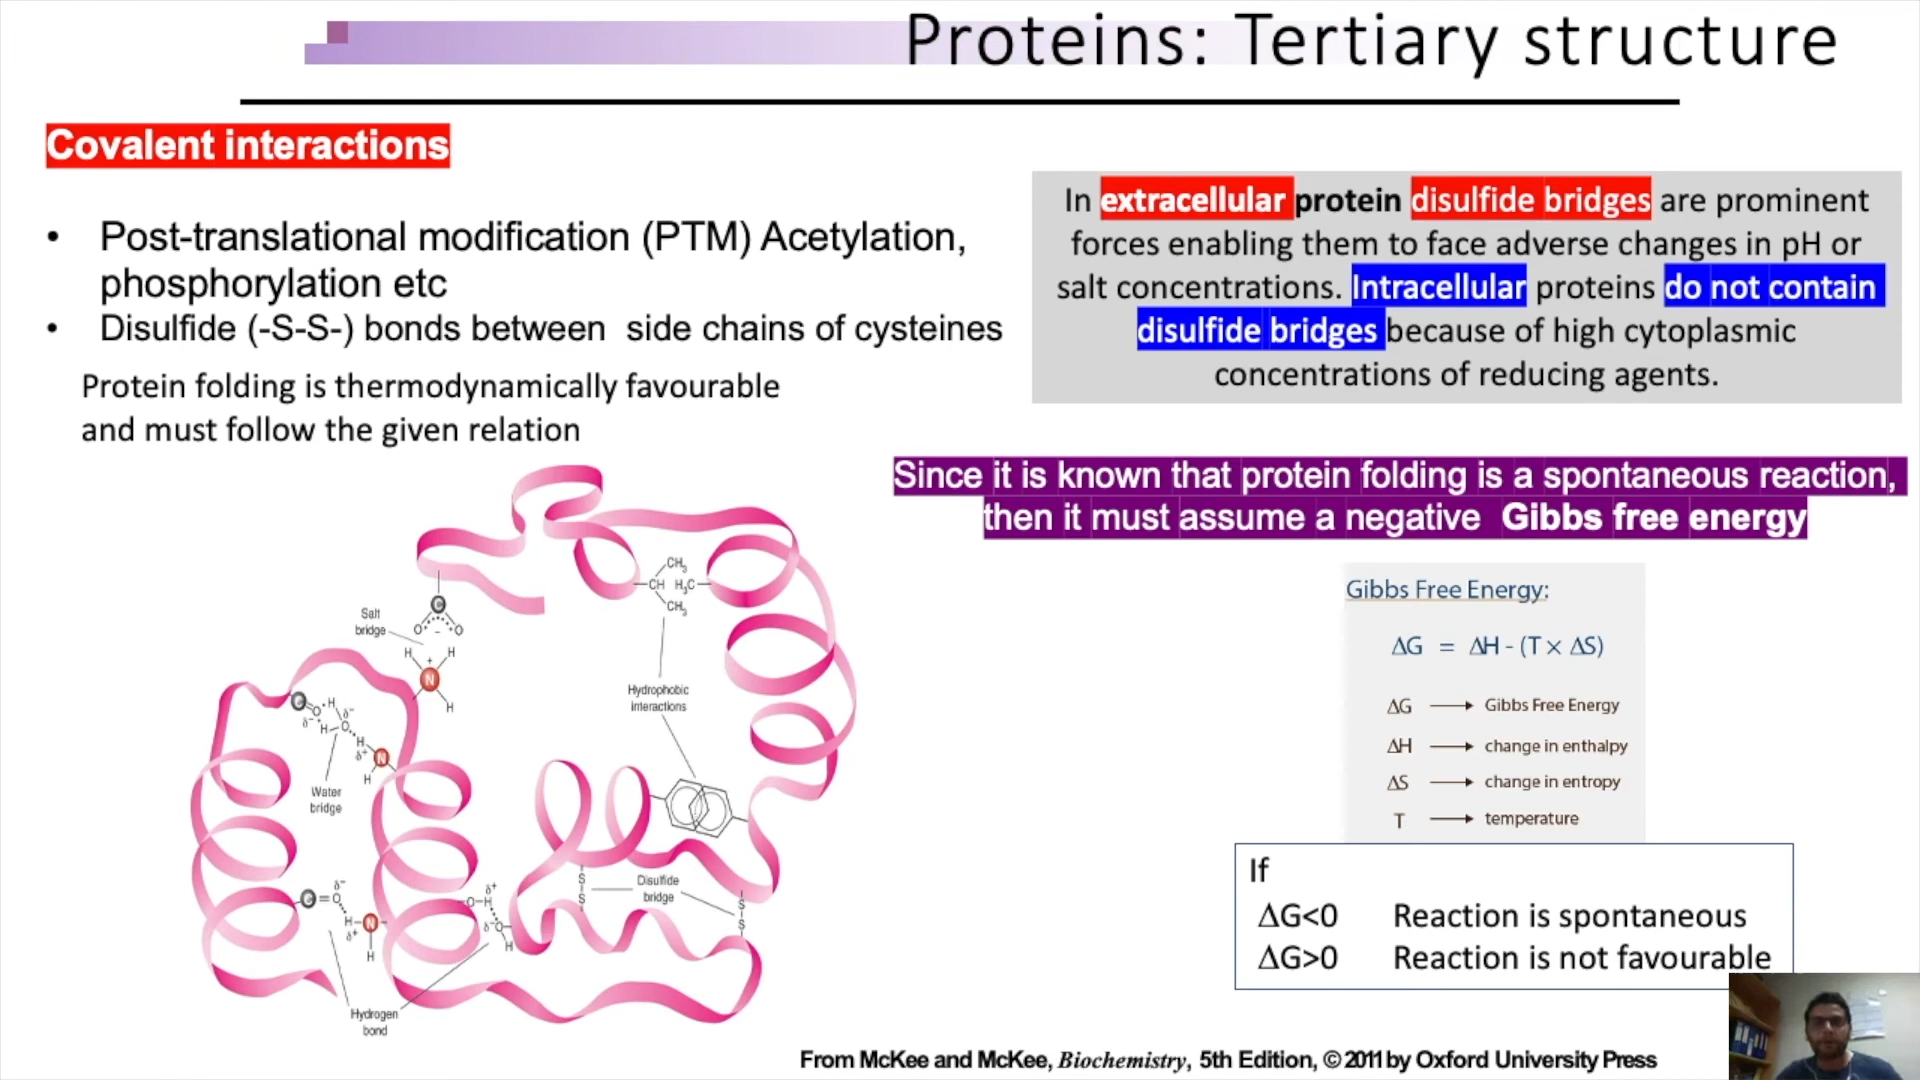 Proteins: Tertiary structure
Covalent interactions
• Post-translational modification (PTM) Acetylation,
phosphorylation etc
• Disulfide (-S-S-) bonds between side chains of cysteines
Protein folding is thermodynamically favourable
and must follow the given relation
In extracellular protein disulfide bridges are prominent
forces enabling them to face adverse changes in pH or
salt concentrations. Intracellular proteins do not contain
disulfide bridges because of high cytoplasmic
concentrations of reducing agents.
Since it is known that protein folding is a spontaneous reaction,
then it must assume a negative Gibbs free energy
CH₃
CH H₃C
CH₃
C
O - O
Salt
bridge
H + H
N
H
Hydrophobic
interactions
C
O H
δ⁻ δ⁻
H O
H
δ⁺ N
H
Water
bridge
C=O δ⁻
H-N
δ⁺
H
δ⁺
O-H
δ⁻ O
H
S
S
Disulfide
bridge
S
S
Hydrogen
bond
Gibbs Free Energy:
ΔG = ΔH - (T × ΔS)
ΔG → Gibbs Free Energy
ΔH → change in enthalpy
ΔS → change in entropy
T → temperature
If
ΔG<0 Reaction is spontaneous
ΔG>0 Reaction is not favourable
From McKee and McKee, Biochemistry, 5th Edition, © 2011 by Oxford University Press